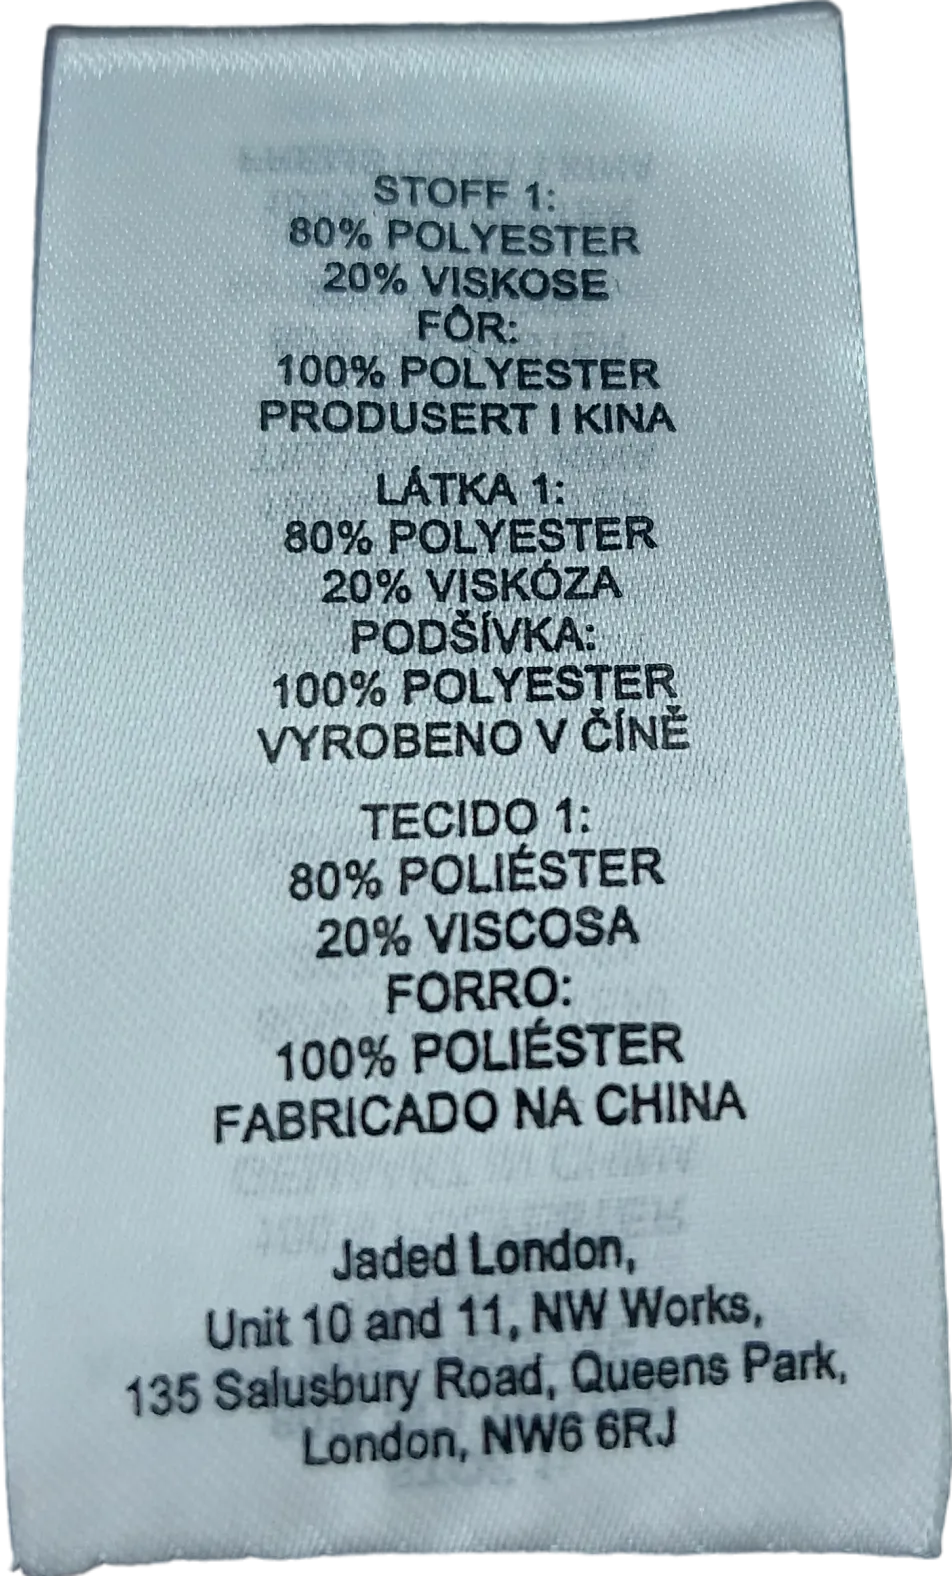 STOFF 1:
80% POLYESTER
20% VISKOSE
FÔR:
100% POLYESTER
PRODUSERT I KINA
LÁTKA 1:
80% POLYESTER
20% VISKÓZA
PODŠÍVKA:
100% POLYESTER
VYROBENO V ČÍNĚ
TECIDO 1:
80% POLIÉSTER
20% VISCOSA
FORRO:
100% POLIÉSTER
FABRICADO NA CHINA
Jaded London,
Unit 10 and 11, NW Works,
135 Salusbury Road, Queens Park,
London, NW6 6RJ